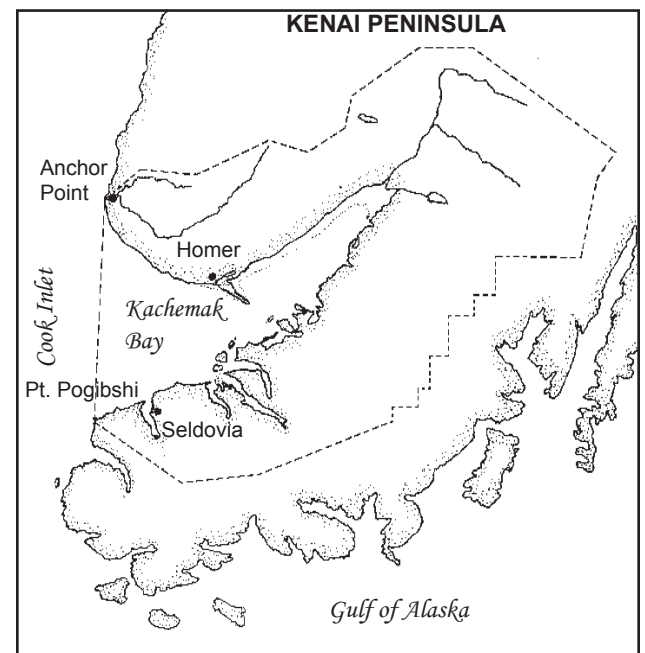 KENAI PENINSULA
Anchor
Point
Homer
Cook Inlet
Kachemak
Bay
Pt. Pogibshi
Seldovia
Gulf of Alaska